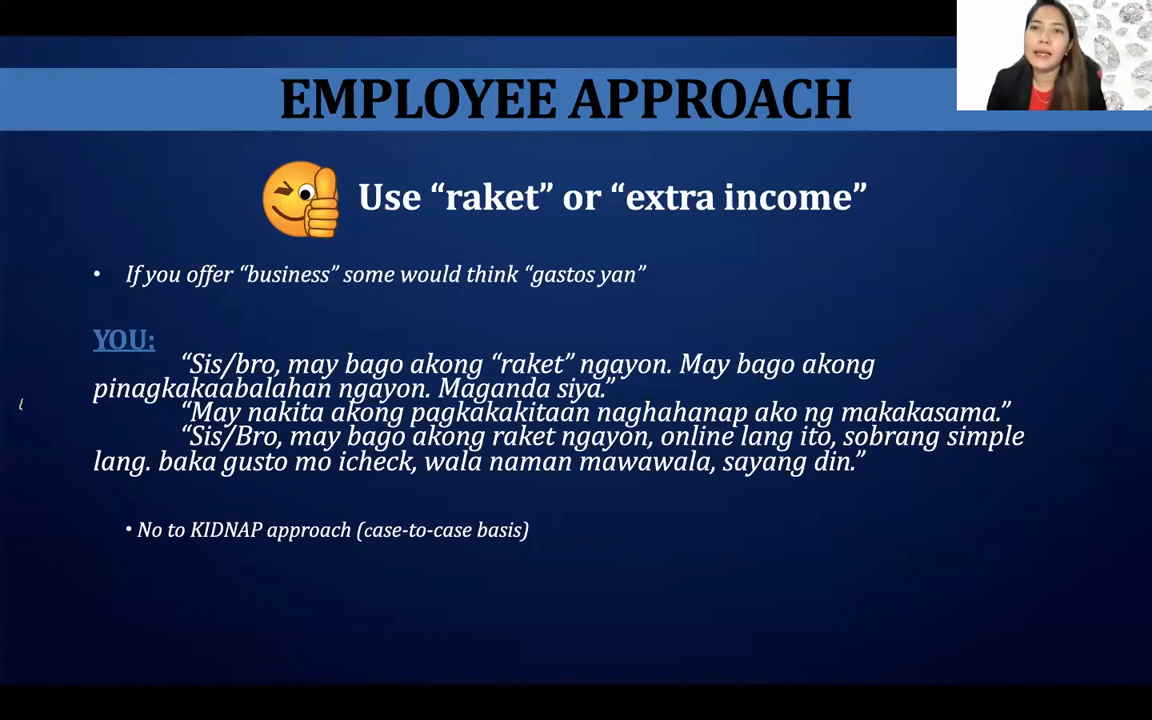 EMPLOYEE APPROACH
Use “raket” or “extra income”
• If you offer “business” some would think “gastos yan”
YOU:
“Sis/bro, may bago akong “raket” ngayon. May bago akong
pinagkakaabalahan ngayon. Maganda siya.”
“May nakita akong pagkakakitaan naghahanap ako ng makakasama.”
“Sis/Bro, may bago akong raket ngayon, online lang ito, sobrang simple
lang. baka gusto mo icheck, wala naman mawawala, sayang din.”
• No to KIDNAP approach (case-to-case basis)